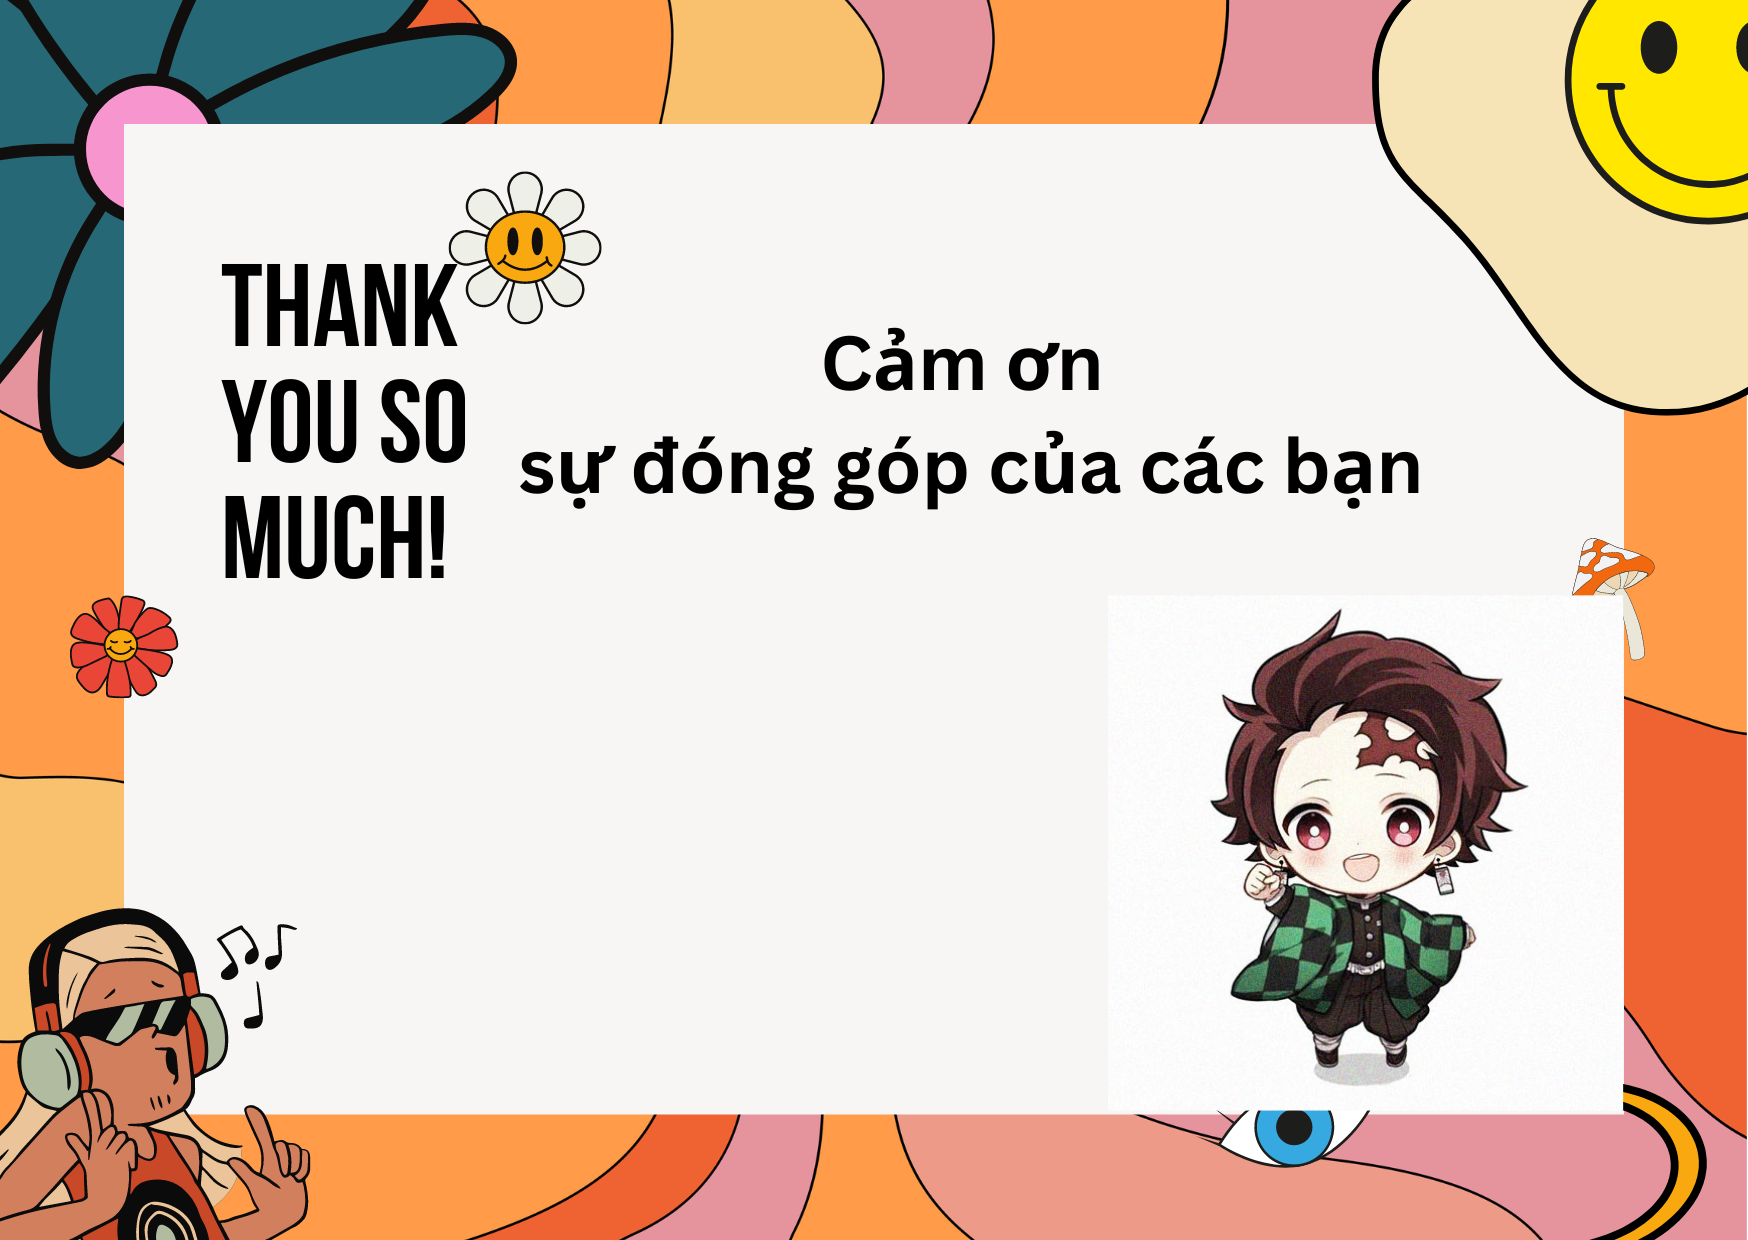 THANK
YOU SO
MUCH!
Cảm ơn
sự đóng góp của các bạn